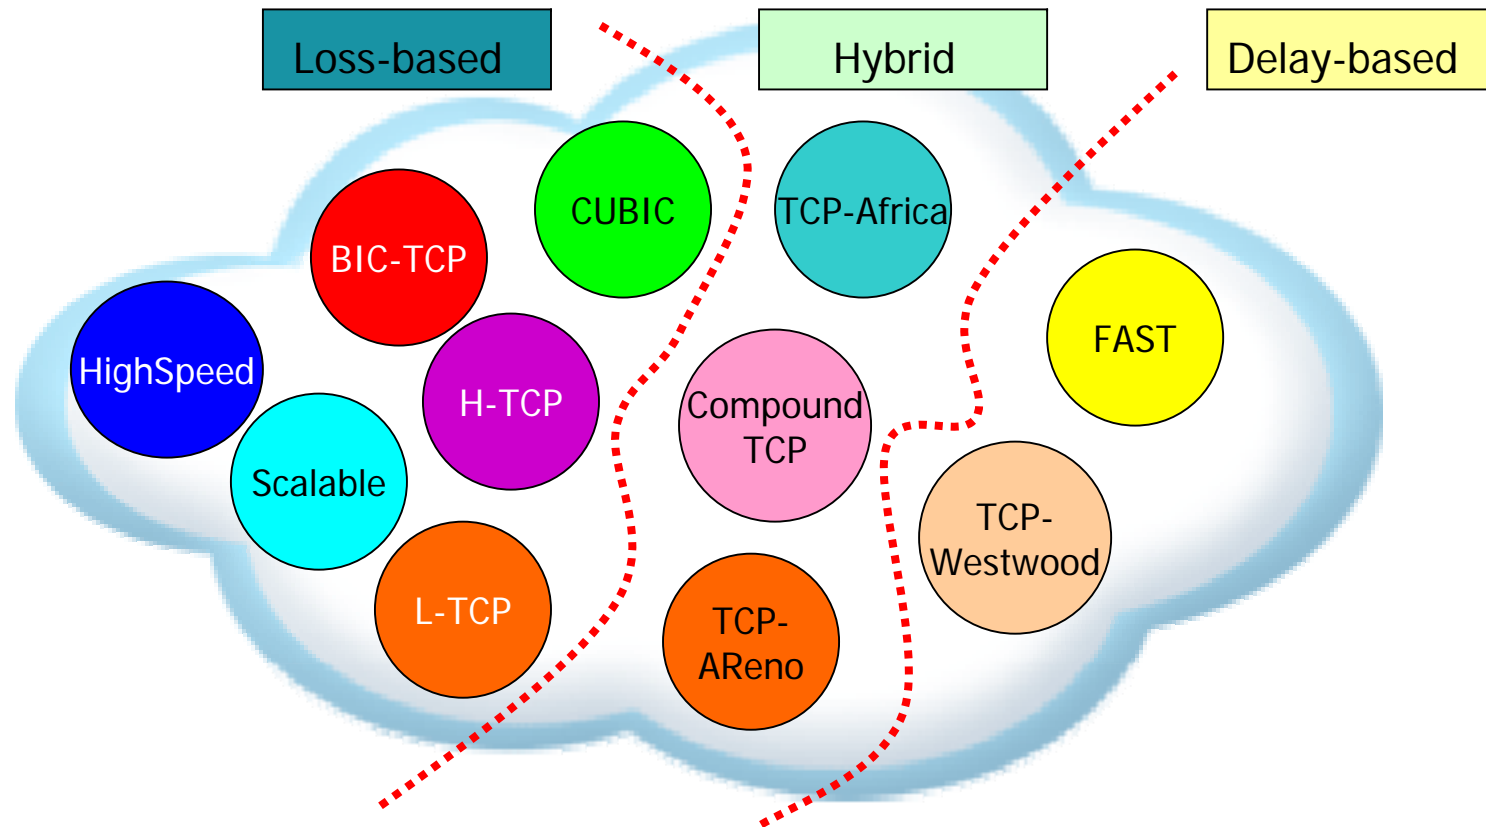 Loss-based
Hybrid
Delay-based
CUBIC
TCP-Africa
BIC-TCP
FAST
HighSpeed
H-TCP
Compound
TCP
Scalable
TCP-
Westwood
L-TCP
TCP-
AReno